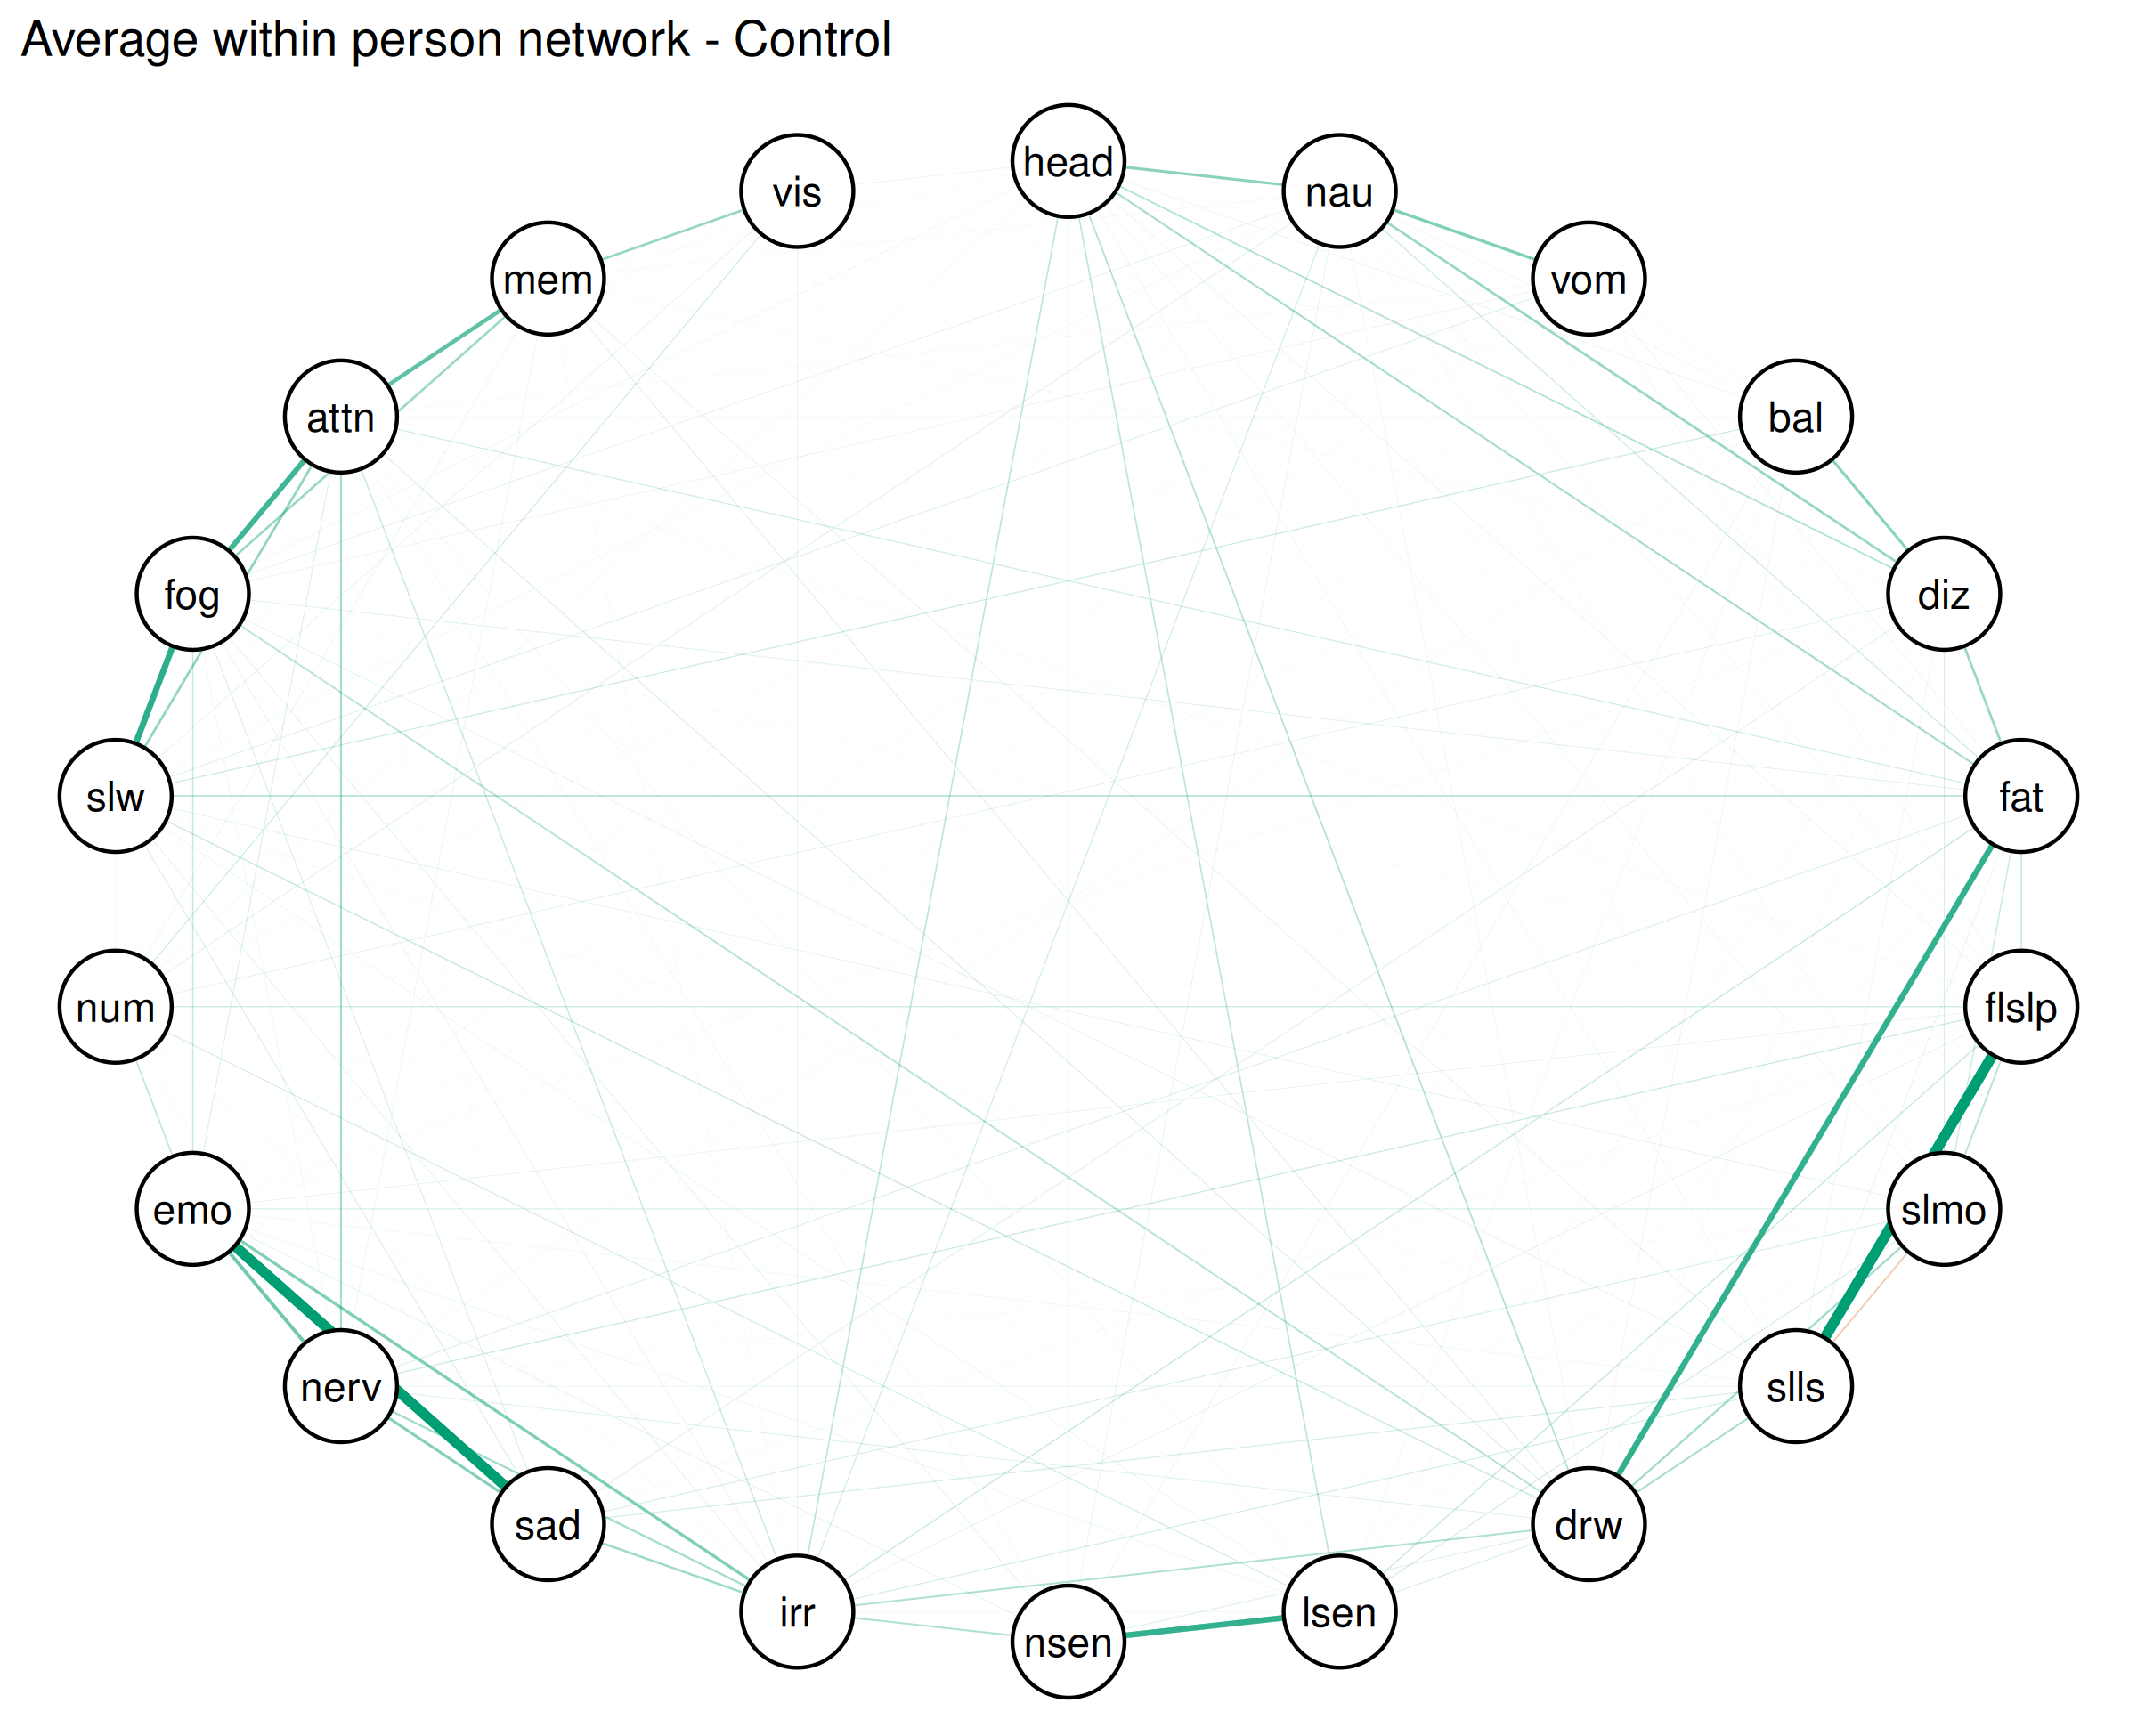 Average within person network - Control
head
vis
nau
mem
vom
attn
bal
fog
diz
slw
fat
num
flslp
emo
slmo
nerv
slls
sad
drw
irr
lsen
nsen